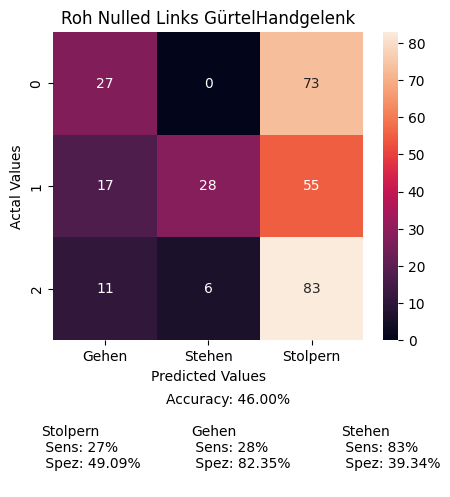 Roh Nulled Links GürtelHandgelenk
Actal Values
0
27
0
73
1
17
28
55
2
11
6
83
Gehen
Stehen
Stolpern
Predicted Values
80
70
60
50
40
30
20
10
0
Accuracy: 46.00%
Stolpern
Sens: 27%
Spez: 49.09%
Gehen
Sens: 28%
Spez: 82.35%
Stehen
Sens: 83%
Spez: 39.34%